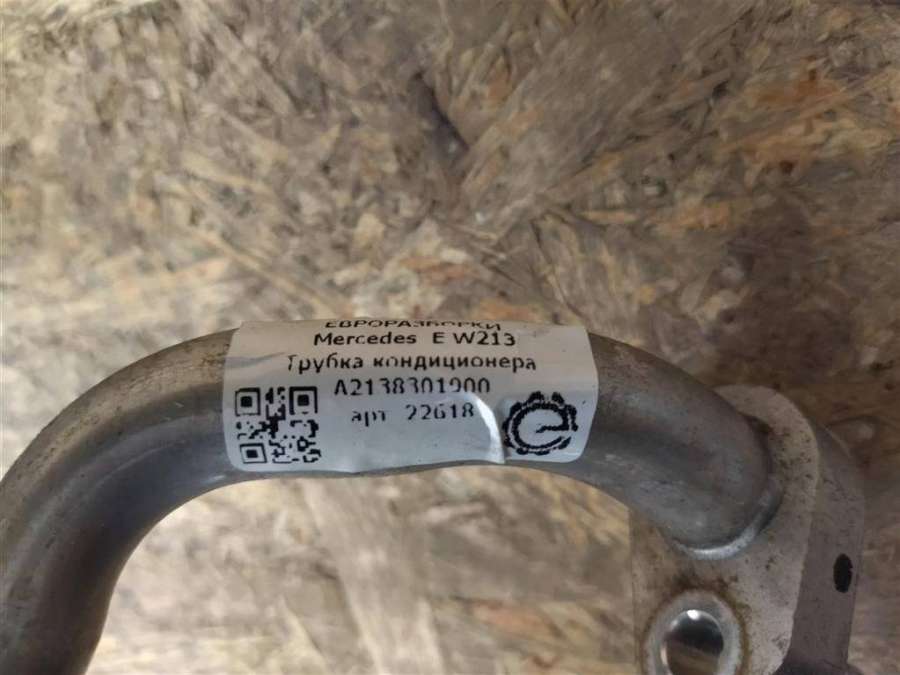 ЕВРОРАЗБОРКИ
Mercedes E W213
Трубка кондиционера
A2138301900
арт 22618